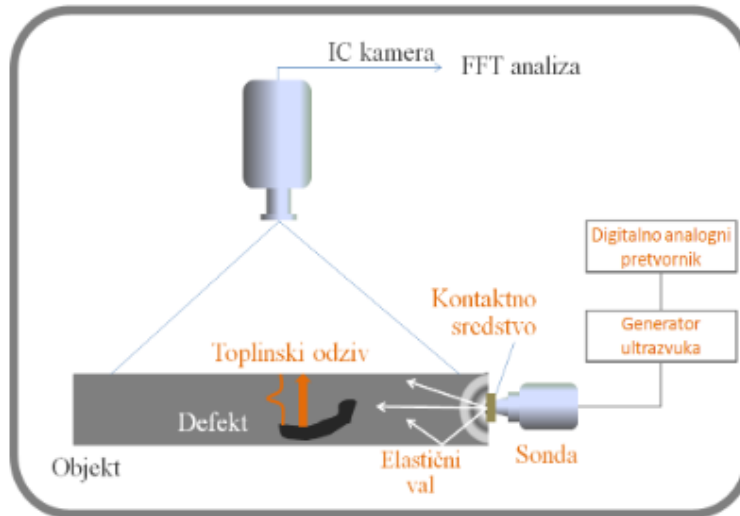 IC kamera
FFT analiza
Digitalno analogni
pretvornik
Kontaktno
sredstvo
Generator
ultrazvuka
Toplinski odziv
Defekt
Objekt
Elastični
val
Sonda